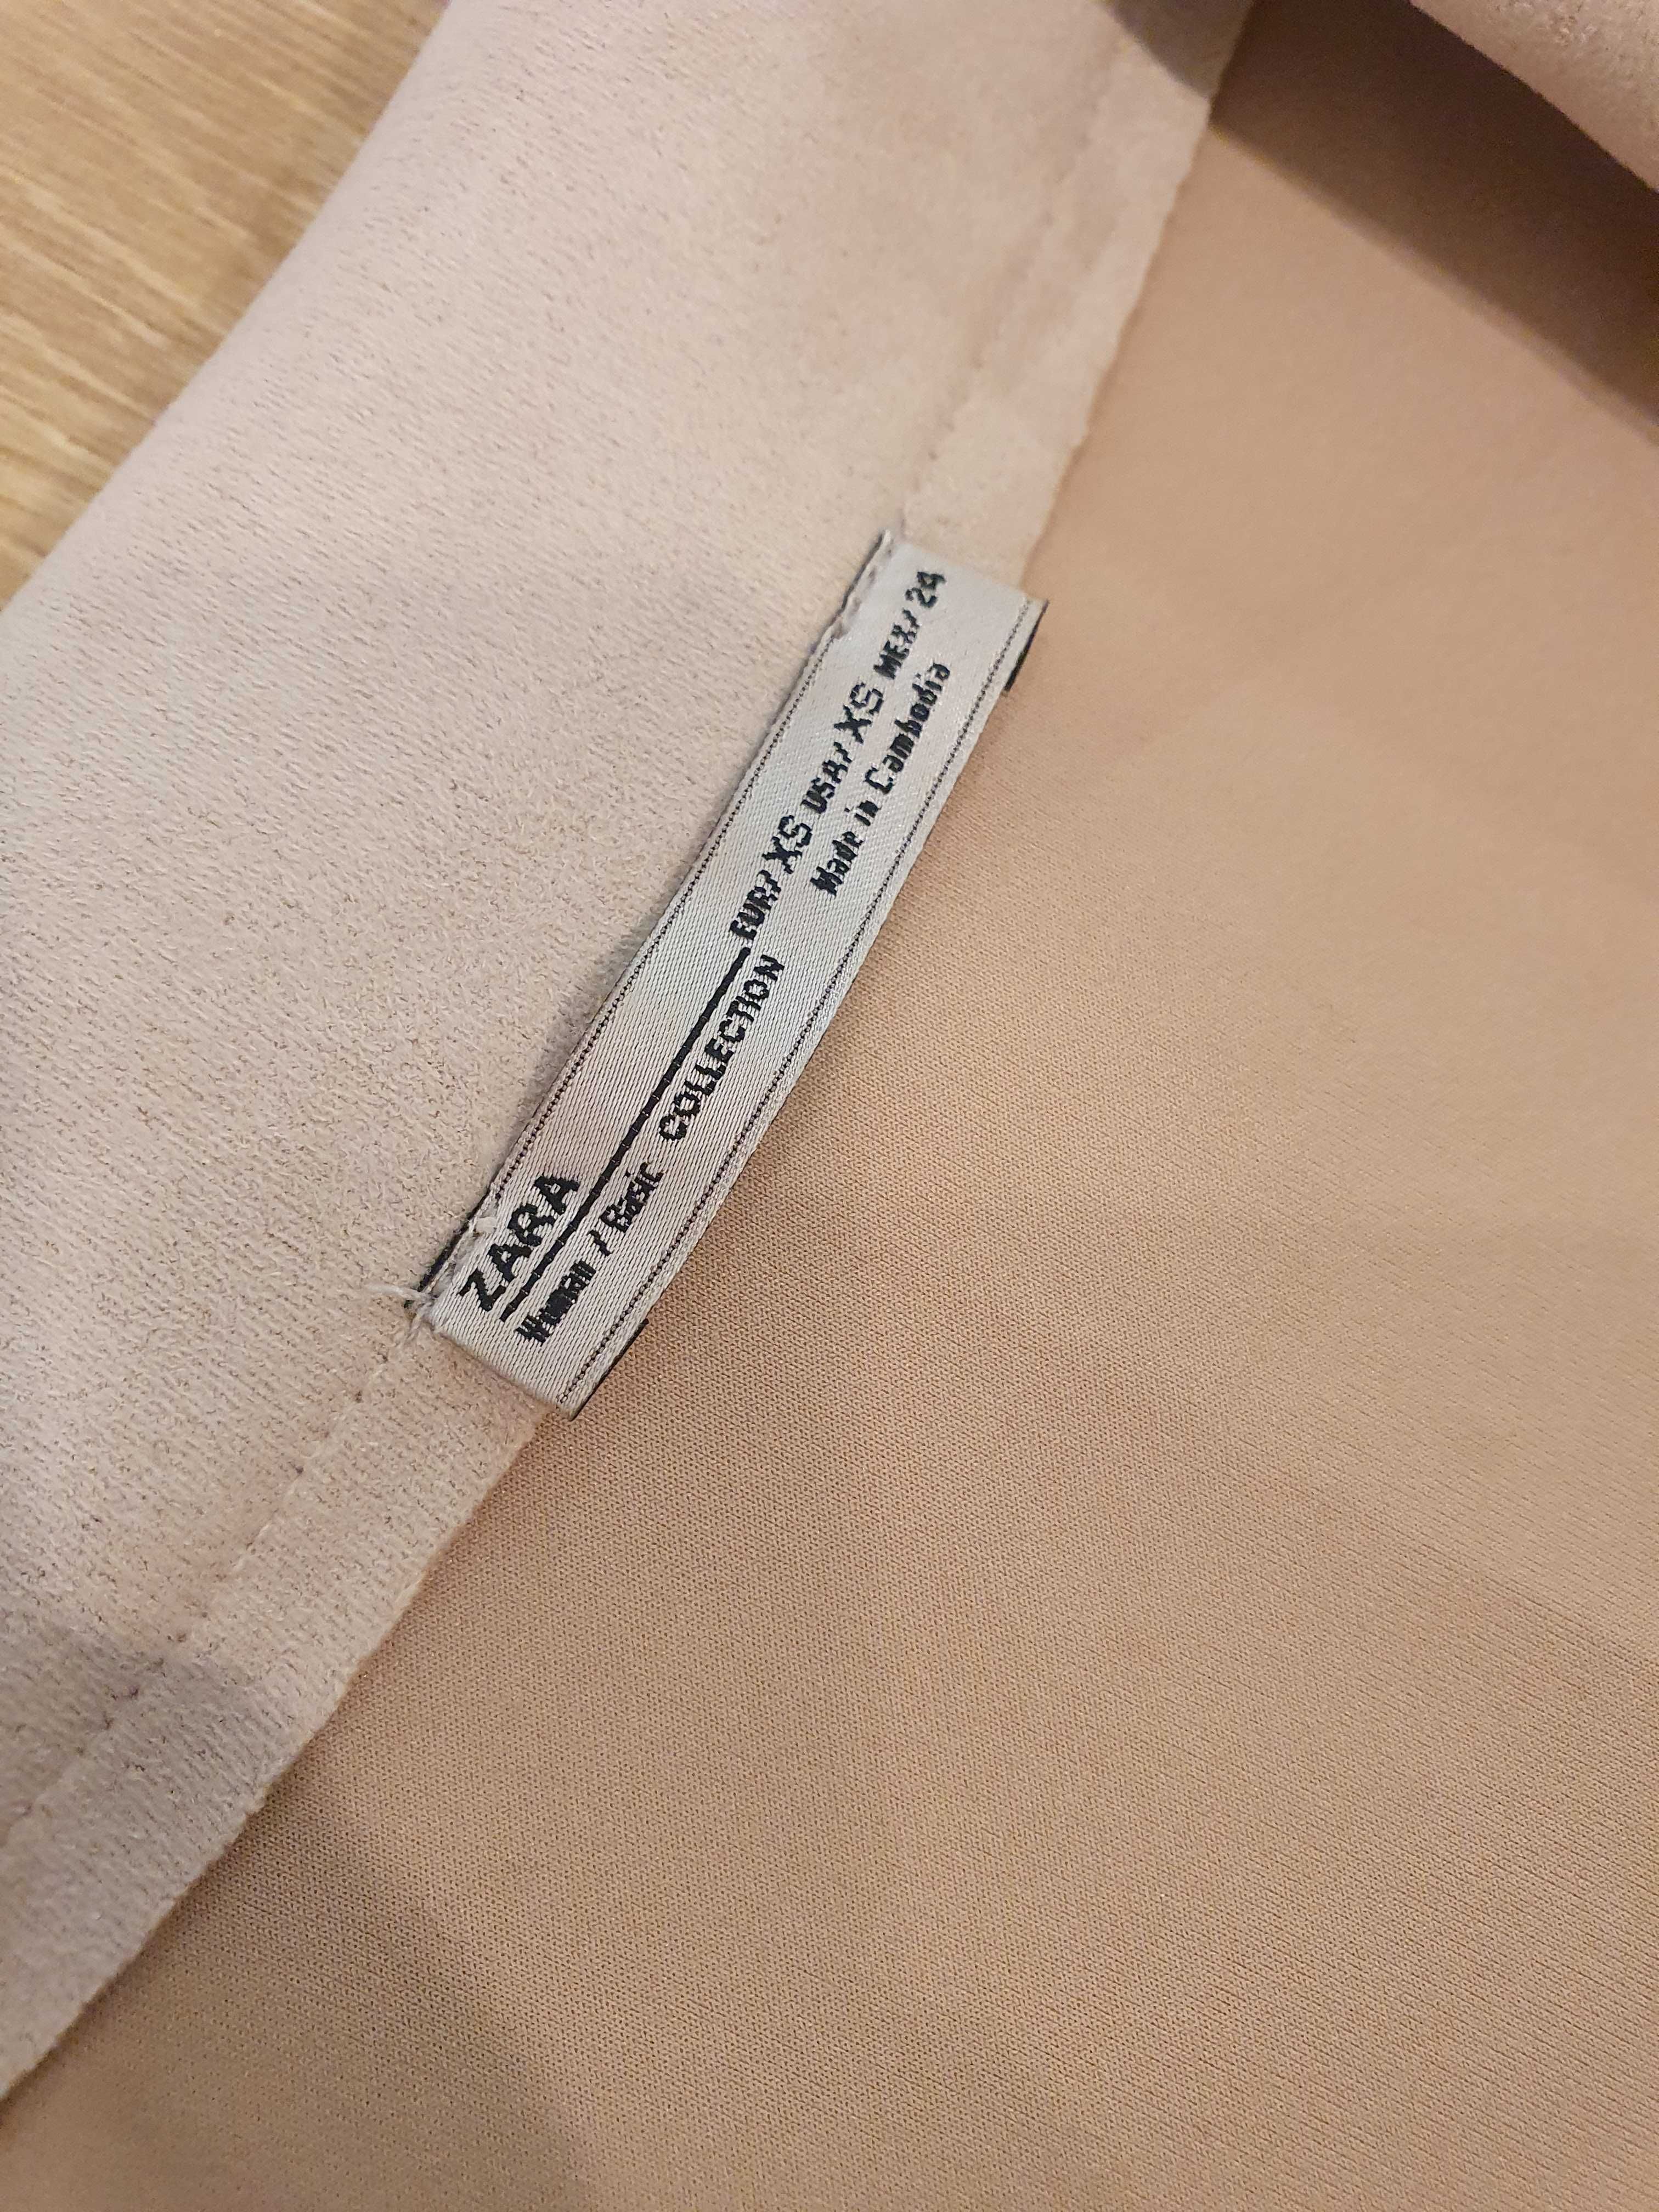 ZARA
Woman / Basic COLLECTION
EUR/ XS USA/ XS MEX/ 24
Made in Cambodia